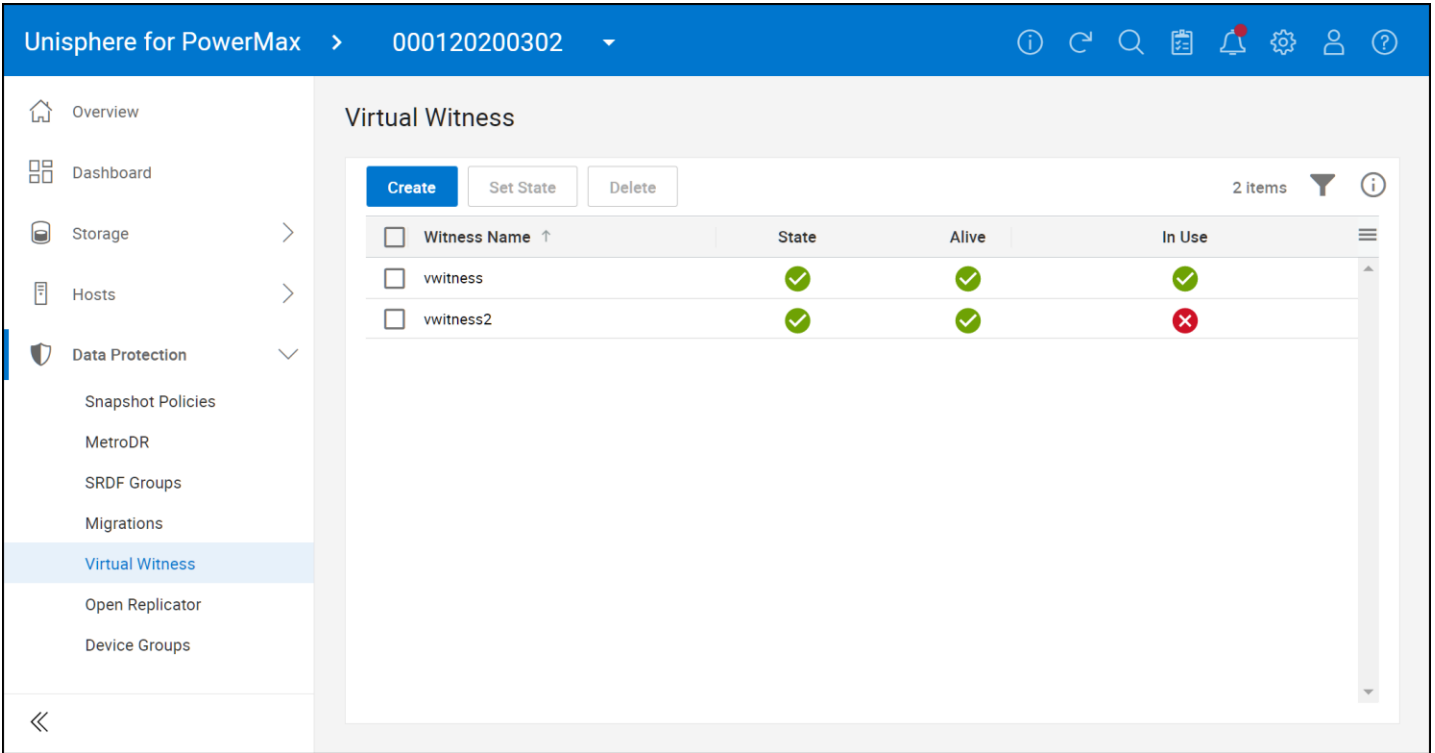 Unisphere for PowerMax > 000120200302
Overview
Dashboard
Storage
Hosts
Data Protection
Snapshot Policies
MetroDR
SRDF Groups
Migrations
Virtual Witness
Open Replicator
Device Groups
Virtual Witness
Create Set State Delete 2 items
Witness Name ↑ State Alive In Use
vwitness
vwitness2